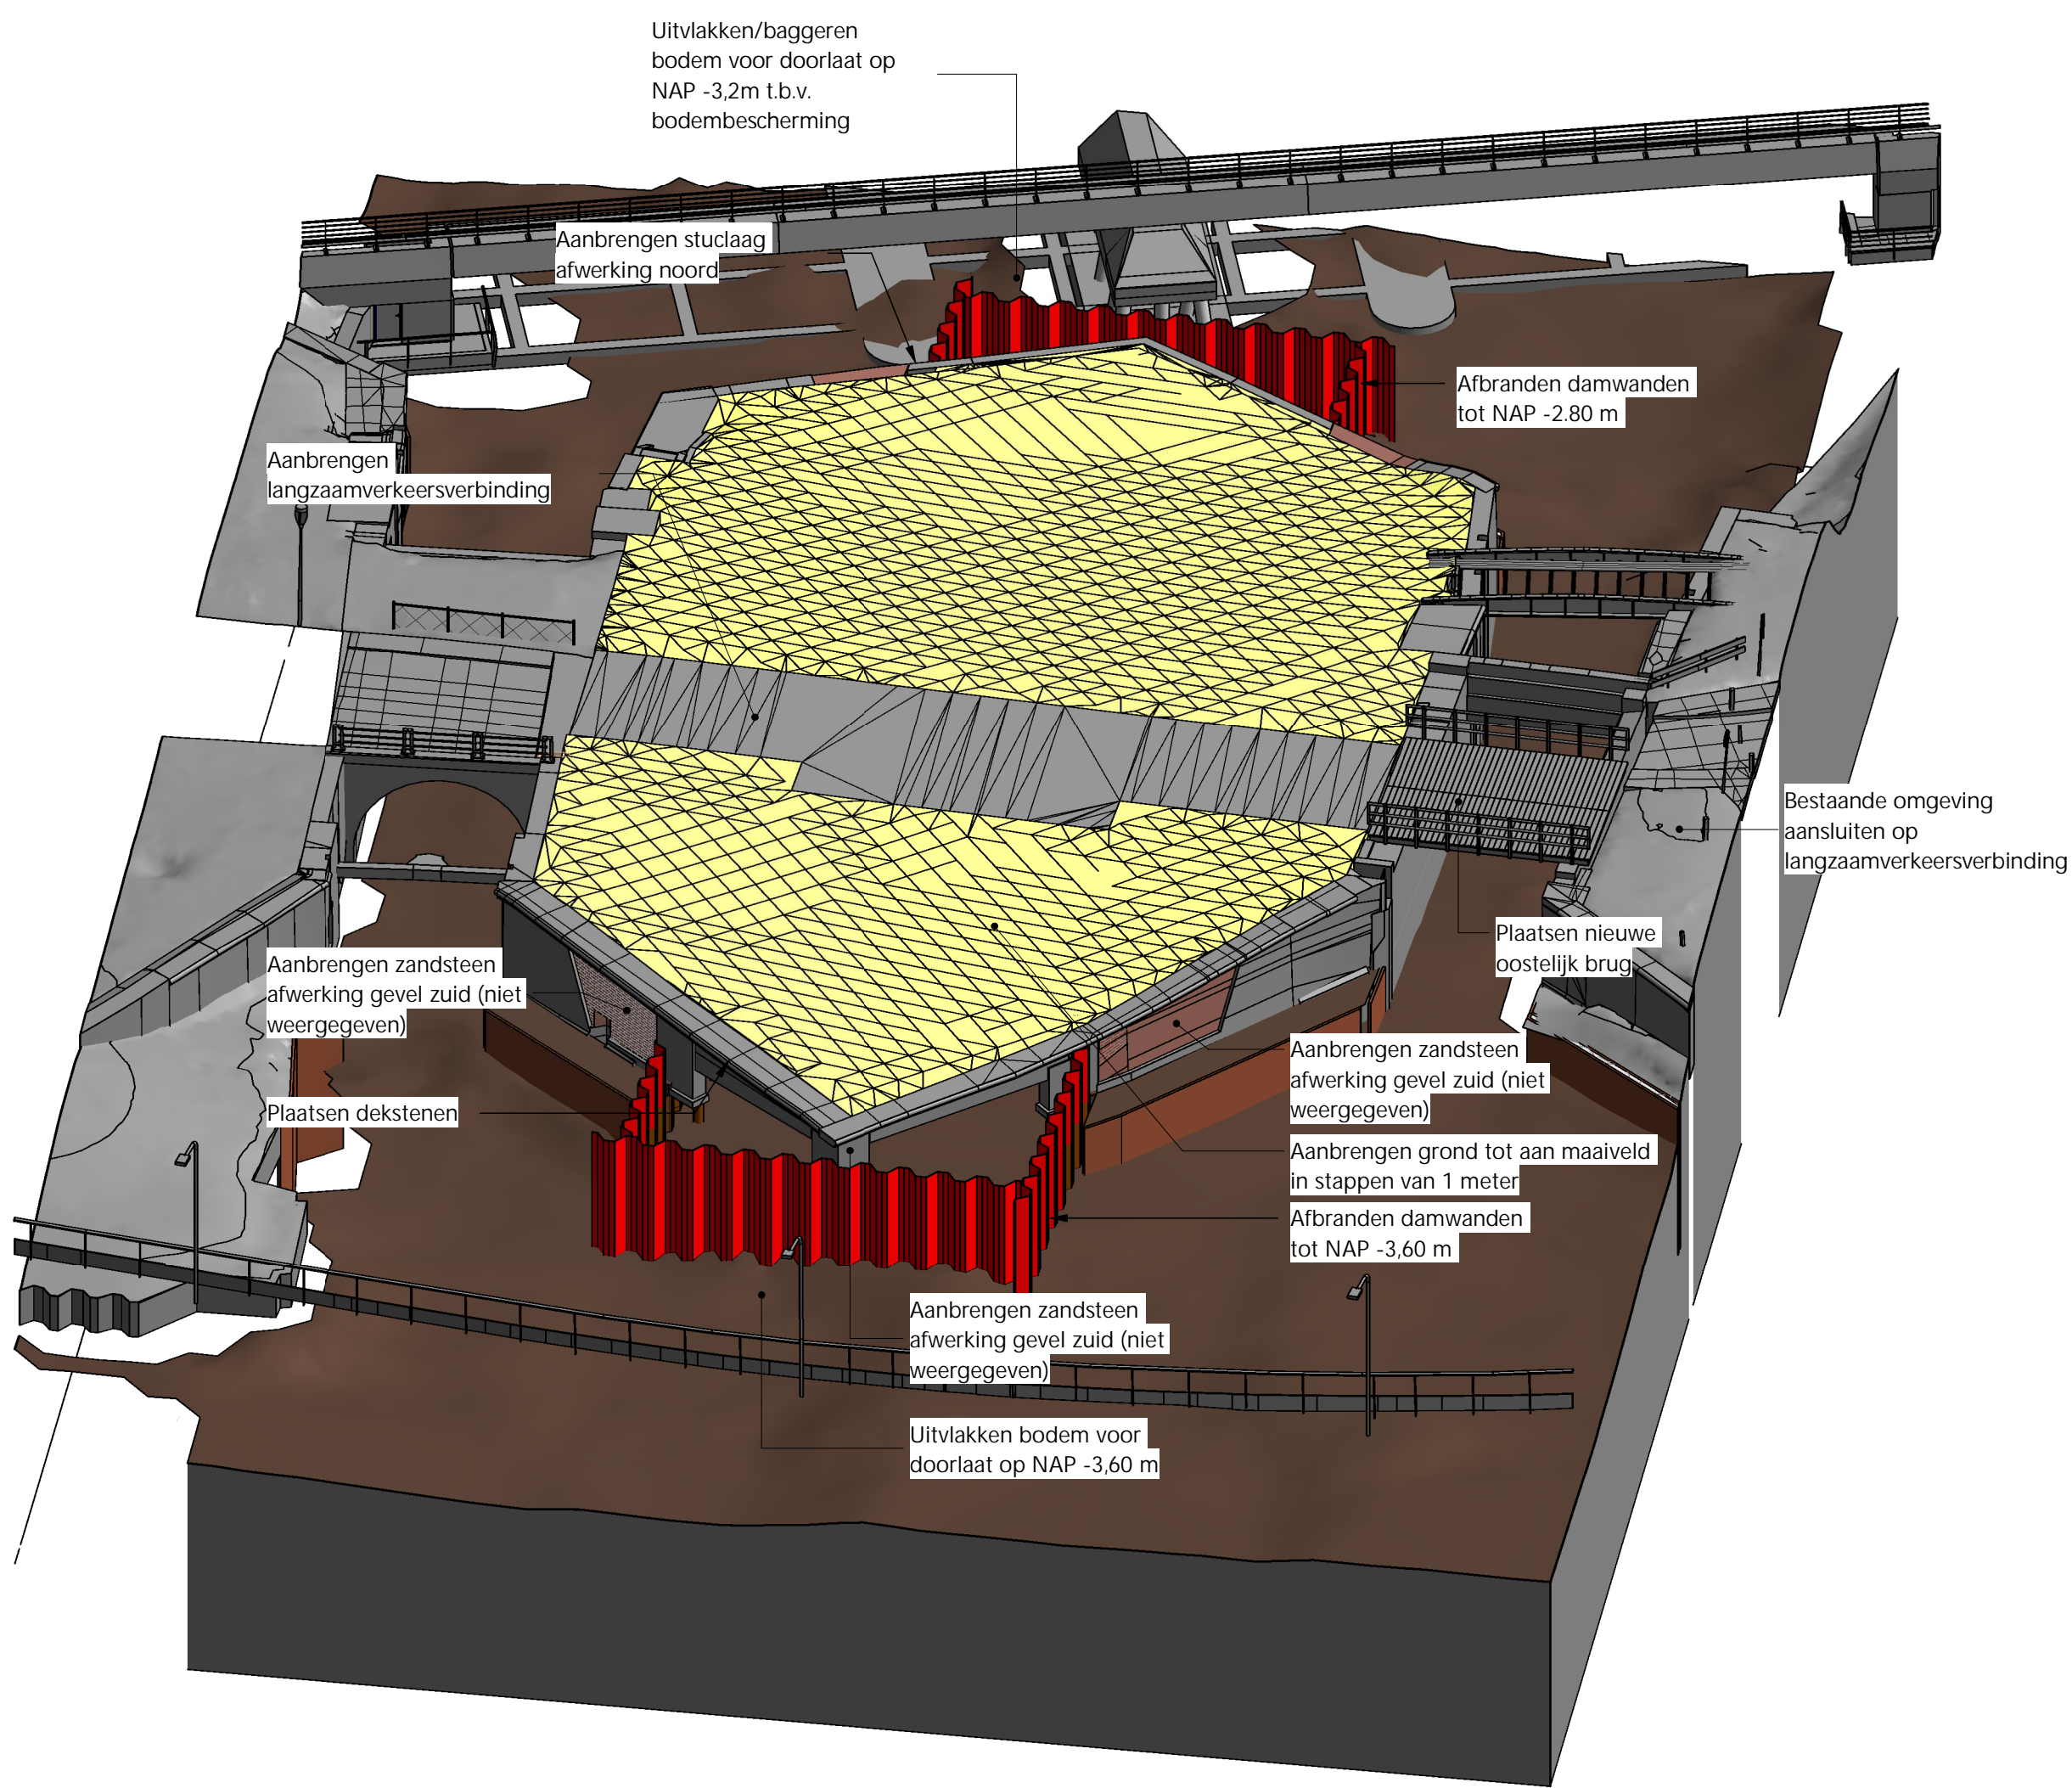 Uitvlakken/baggeren
bodem voor doorlaat op
NAP -3,2m t.b.v.
bodembescherming
Aanbrengen stuclaag
afwerking noord
Afbranden damwanden
tot NAP -2.80 m
Aanbrengen
langzaamverkeersverbinding
Bestaande omgeving
aansluiten op
langzaamverkeersverbinding
Plaatsen nieuwe
oostelijk brug
Aanbrengen zandsteen
afwerking gevel zuid (niet
weergegeven)
Aanbrengen zandsteen
afwerking gevel zuid (niet
weergegeven)
Plaatsen dekstenen
Aanbrengen grond tot aan maaiveld
in stappen van 1 meter
Afbranden damwanden
tot NAP -3,60 m
Aanbrengen zandsteen
afwerking gevel zuid (niet
weergegeven)
Uitvlakken bodem voor
doorlaat op NAP -3,60 m